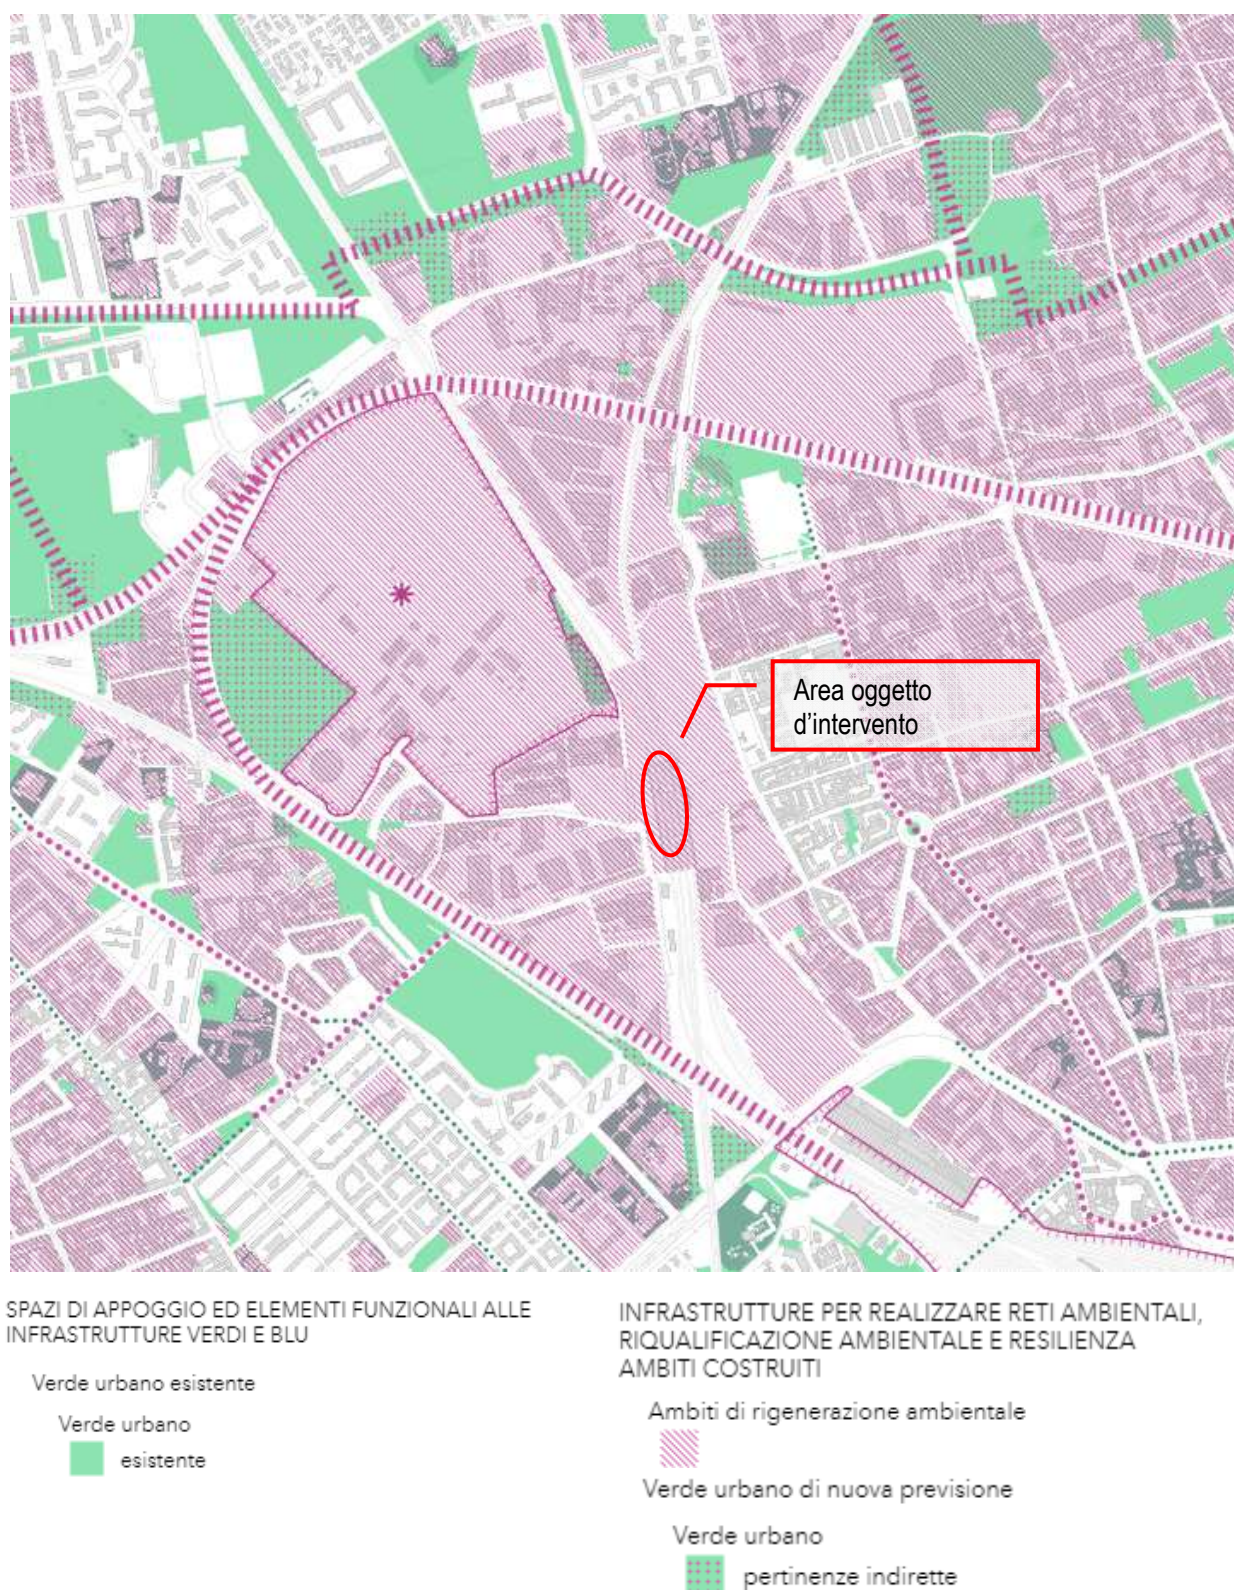 Area oggetto
d'intervento
SPAZI DI APPOGGIO ED ELEMENTI FUNZIONALI ALLE
INFRASTRUTTURE VERDI E BLU
Verde urbano esistente
Verde urbano
esistente
INFRASTRUTTURE PER REALIZZARE RETI AMBIENTALI,
RIQUALIFICAZIONE AMBIENTALE E RESILIENZA
AMBITI COSTRUITI
Ambiti di rigenerazione ambientale
Verde urbano di nuova previsione
Verde urbano
pertinenze indirette